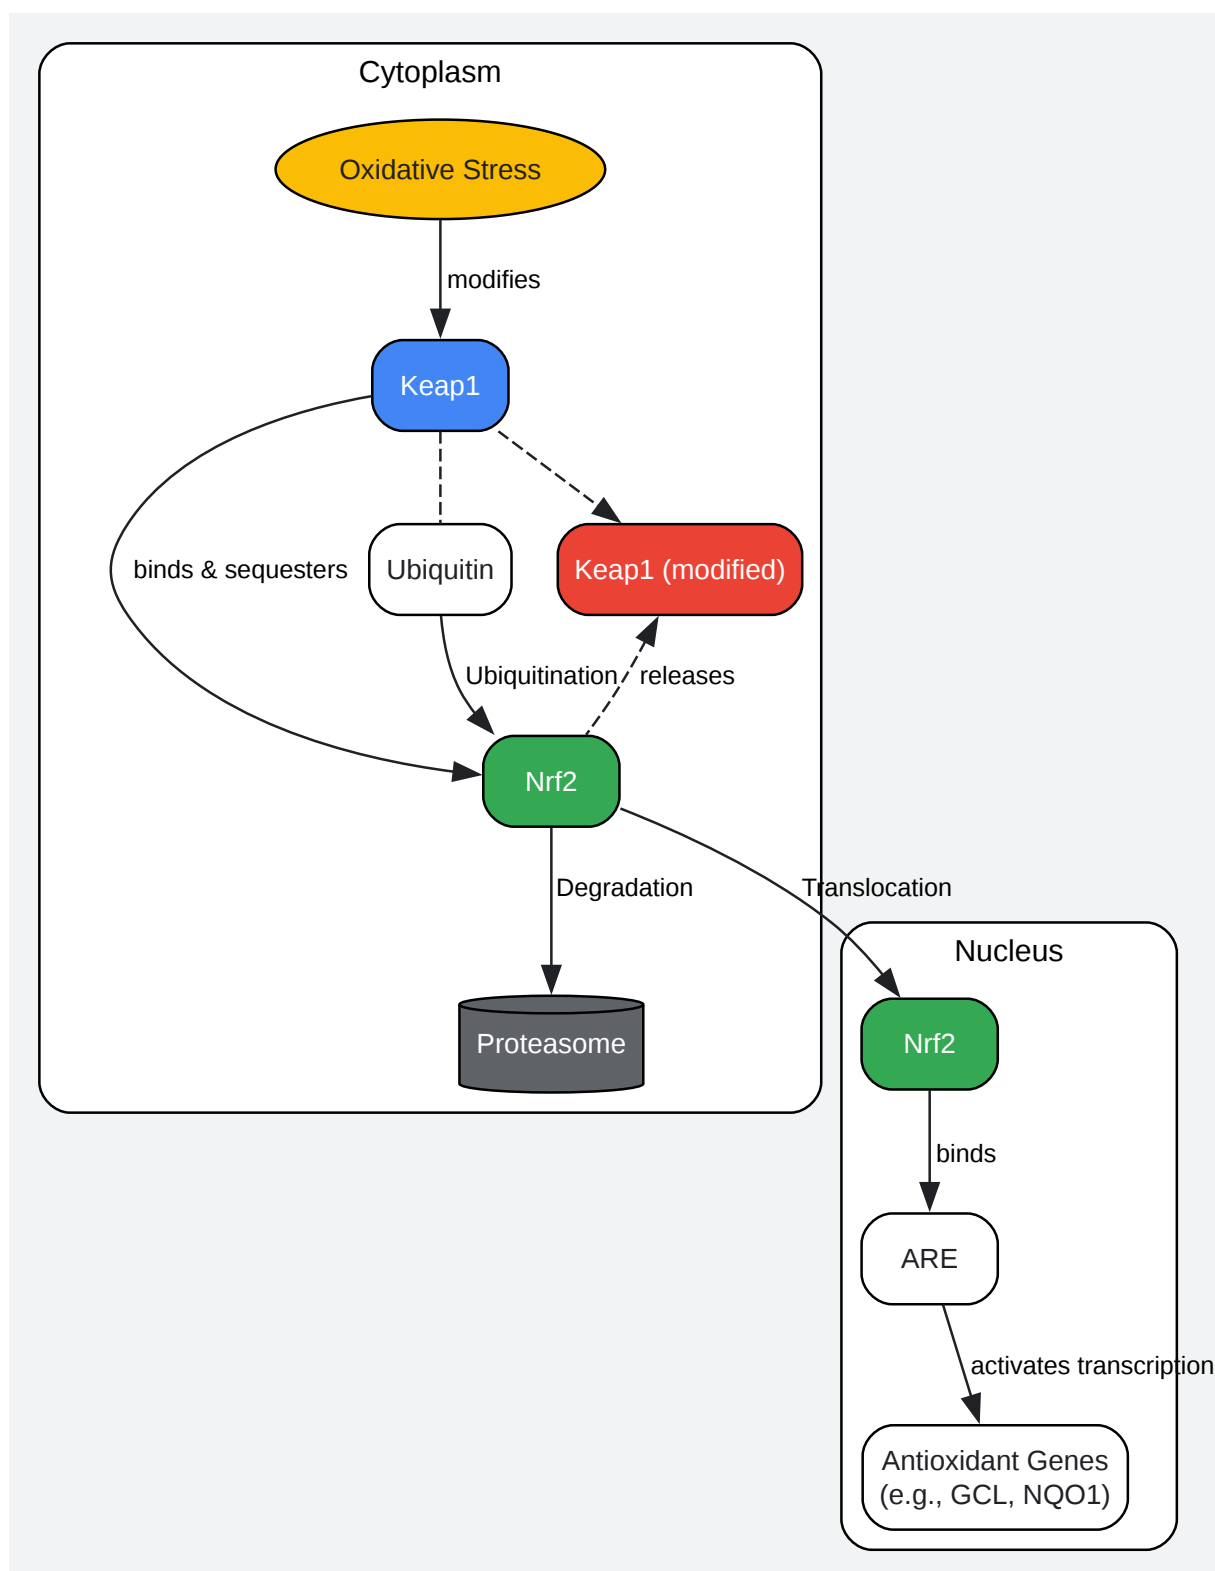 Cytoplasm
Oxidative Stress
modifies
Keap1
binds & sequesters
Ubiquitin
Keap1 (modified)
Ubiquitination
releases
Nrf2
Degradation
Translocation
Nucleus
Proteasome
Nrf2
binds
ARE
activates transcription
Antioxidant Genes
(e.g., GCL, NQO1)